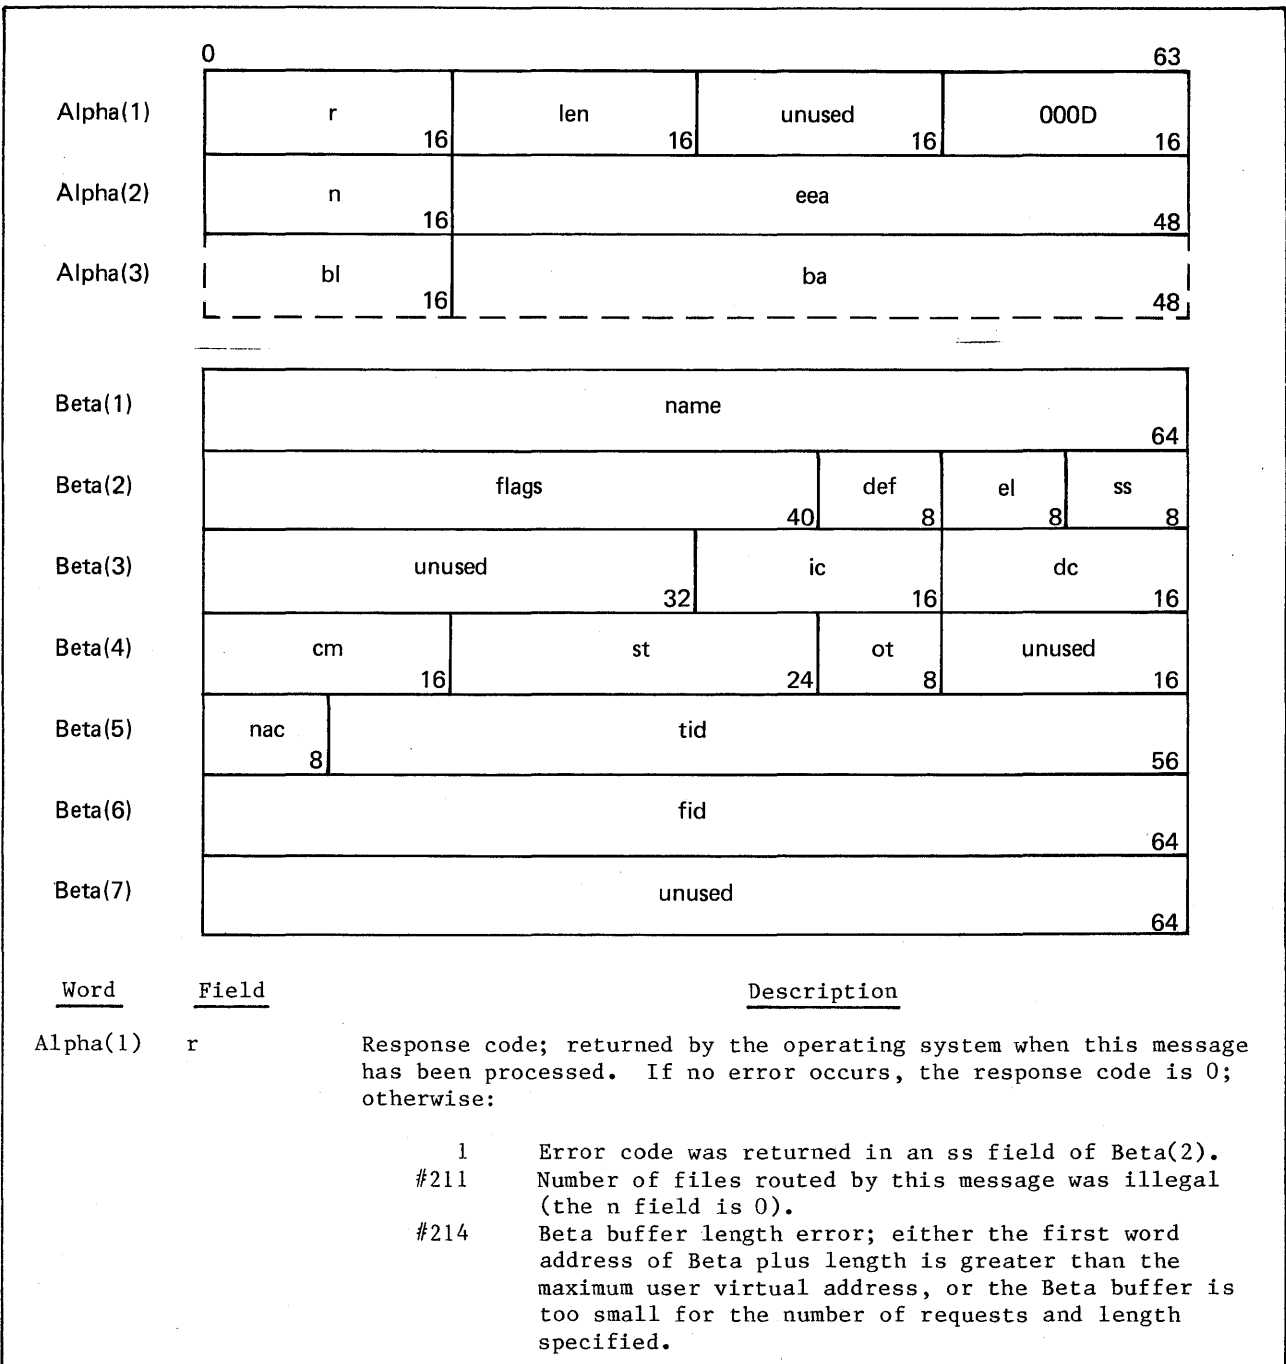 0 63
Alpha(1) r 16 len 16 unused 16 000D 16
Alpha(2) n 16 eea 48
Alpha(3) bl 16 ba 48
Beta(1) name 64
Beta(2) flags 40 def 8 el 8 ss 8
Beta(3) unused 32 ic 16 dc 16
Beta(4) cm 16 st 24 ot 8 unused 16
Beta(5) nac 8 tid 56
Beta(6) fid 64
Beta(7) unused 64
Word Field Description
Alpha(1) r Response code; returned by the operating system when this message
has been processed. If no error occurs, the response code is 0;
otherwise:
1 Error code was returned in an ss field of Beta(2).
#211 Number of files routed by this message was illegal
(the n field is 0).
#214 Beta buffer length error; either the first word
address of Beta plus length is greater than the
maximum user virtual address, or the Beta buffer is
too small for the number of requests and length
specified.